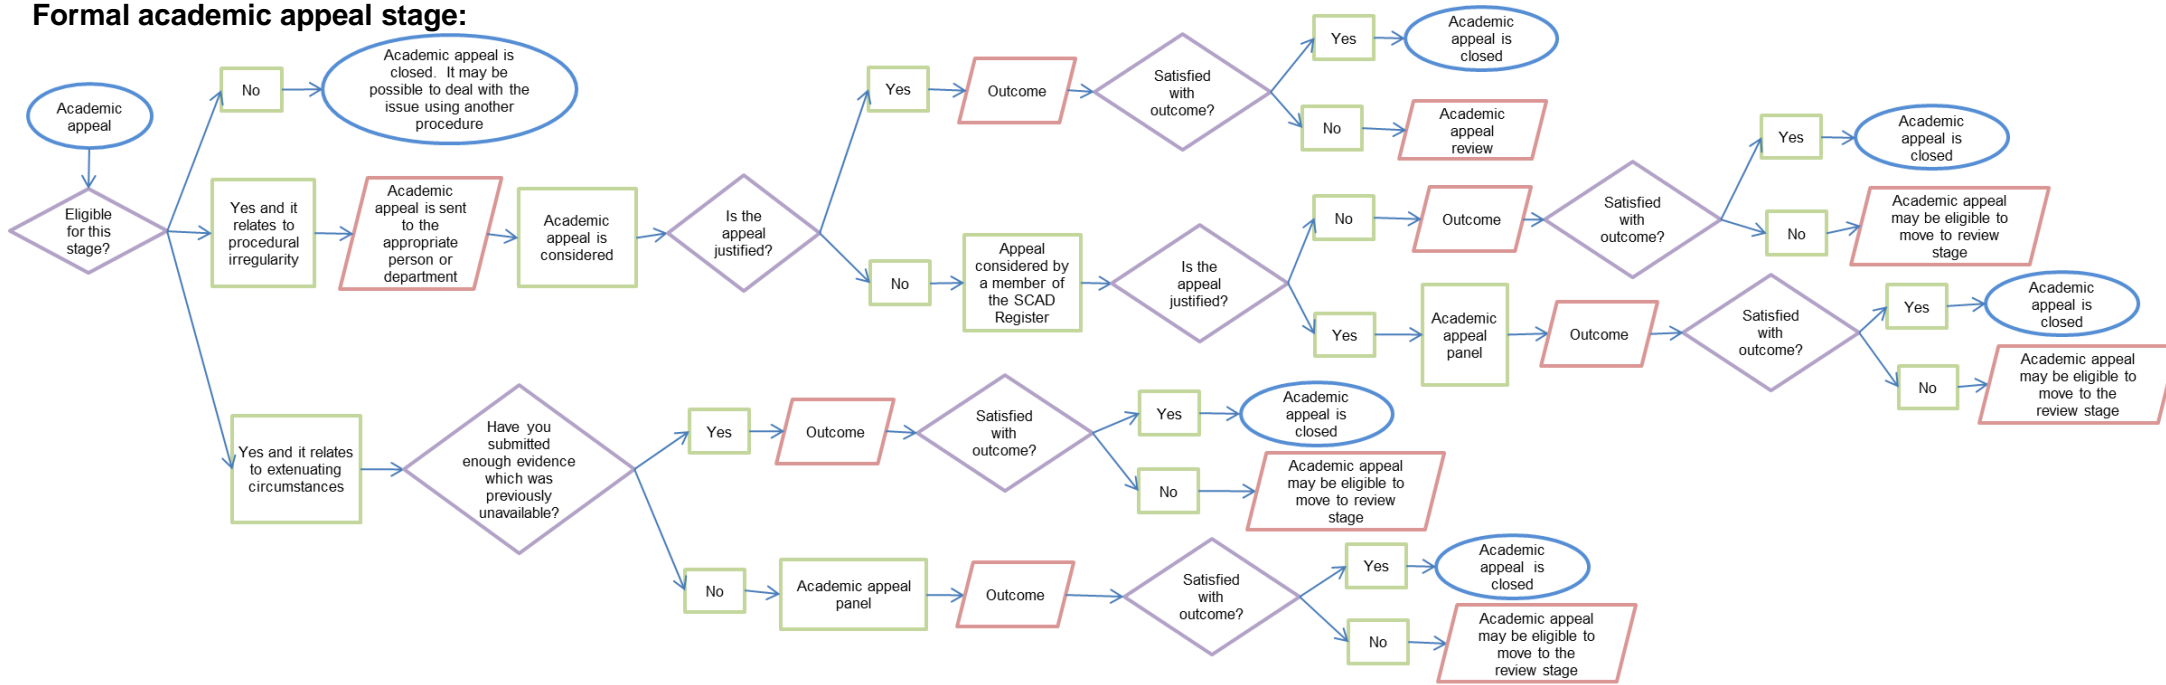 Formal academic appeal stage:
Academic
appeal
Eligible
for this
stage?
No
Academic appeal is
closed. It may be
possible to deal with the
issue using another
procedure
Yes and it
relates to
procedural
irregularity
Academic
appeal is sent
to the
appropriate
person or
department
Academic
appeal is
considered
Is the
appeal
justified?
Yes
Outcome
Satisfied
with
outcome?
Yes
Academic
appeal is
closed
No
Academic
appeal
review
No
Appeal
considered by
a member of
the SCAD
Register
Is the
appeal
justified?
No
Outcome
Satisfied
with
outcome?
Yes
Academic
appeal is
closed
No
Academic appeal
may be eligible to
move to review
stage
Yes
Academic
appeal
panel
Outcome
Satisfied
with
outcome?
Yes
Academic
appeal is
closed
No
Academic appeal
may be eligible to
move to the
review stage
Yes and it relates
to extenuating
circumstances
Have you
submitted
enough evidence
which was
previously
unavailable?
Yes
Outcome
Satisfied
with
outcome?
Yes
Academic
appeal is
closed
No
Academic appeal
may be eligible to
move to review
stage
No
Academic appeal
panel
Outcome
Satisfied
with
outcome?
Yes
Academic
appeal is
closed
No
Academic appeal
may be eligible to
move to the
review stage